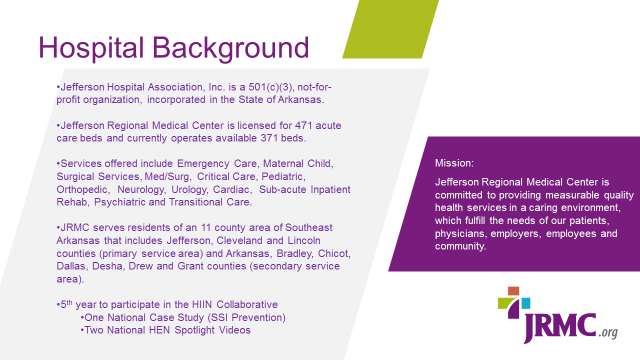 Hospital Background
•Jefferson Hospital Association, Inc. is a 501(c)(3), not-for-
profit organization, incorporated in the State of Arkansas.
•Jefferson Regional Medical Center is licensed for 471 acute
care beds and currently operates available 371 beds.
•Services offered include Emergency Care, Maternal Child,
Surgical Services, Med/Surg, Critical Care, Pediatric,
Orthopedic, Neurology, Urology, Cardiac, Sub-acute Inpatient
Rehab, Psychiatric and Transitional Care.
•JRMC serves residents of an 11 county area of Southeast
Arkansas that includes Jefferson, Cleveland and Lincoln
counties (primary service area) and Arkansas, Bradley, Chicot,
Dallas, Desha, Drew and Grant counties (secondary service
area).
•5th year to participate in the HIIN Collaborative
•One National Case Study (SSI Prevention)
•Two National HEN Spotlight Videos
Mission:
Jefferson Regional Medical Center is
committed to providing measurable quality
health services in a caring environment,
which fulfill the needs of our patients,
physicians, employers, employees and
community.
JRMC.org